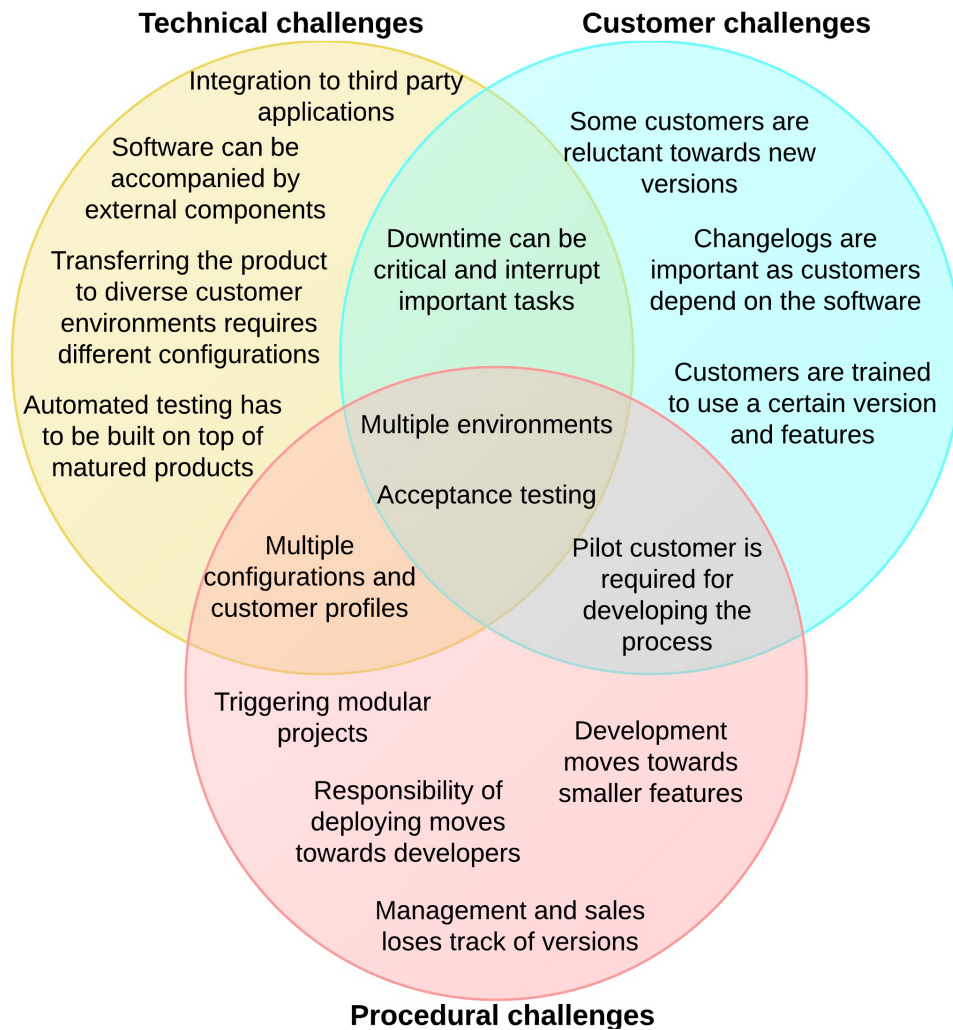 Technical challenges
Customer challenges
Integration to third party
applications
Software can be
accompanied by
external components
Transferring the product
to diverse customer
environments requires
different configurations
Automated testing has
to be built on top of
matured products
Downtime can be
critical and interrupt
important tasks
Some customers are
reluctant towards new
versions
Changelogs are
important as customers
depend on the software
Customers are trained
to use a certain version
and features
Multiple environments
Acceptance testing
Multiple
configurations and
customer profiles
Pilot customer is
required for
developing the
process
Triggering modular
projects
Development
moves towards
smaller features
Responsibility of
deploying moves
towards developers
Management and sales
loses track of versions
Procedural challenges